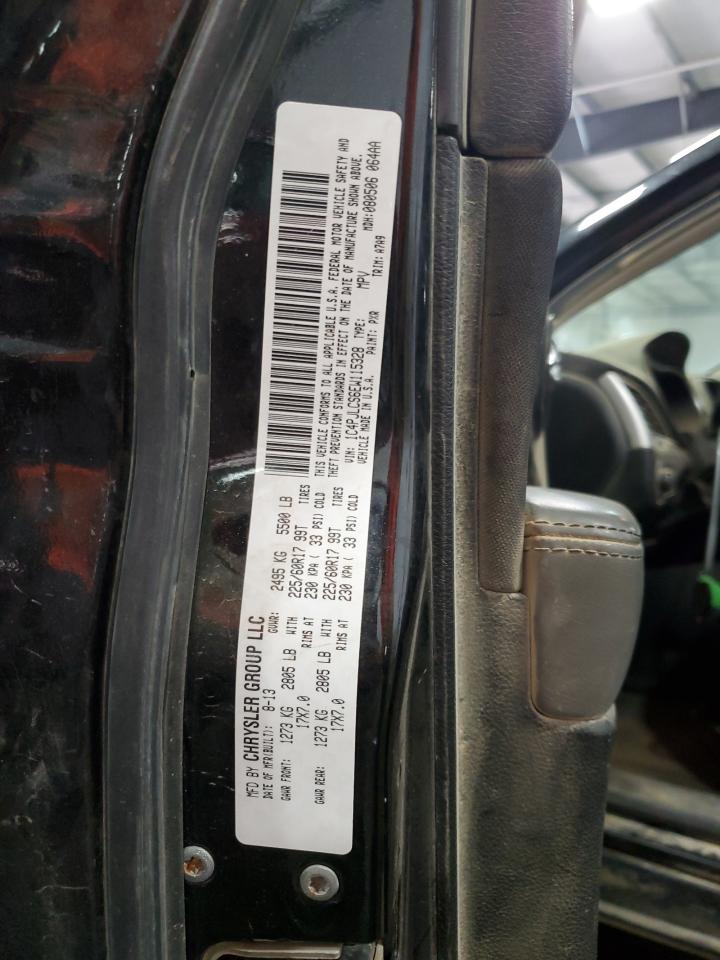 MFD BY CHRYSLER GROUP LLC
DATE OF MFR(BUILT): 8-13 GVWR: 2495 KG 5500 LB
GAWR FRONT: 1273 KG 2805 LB WITH 225/60R17 99T TIRES
17X7.0 RIMS AT 230 KPA ( 33 PSI) COLD
GAWR REAR: 1273 KG 2805 LB WITH 225/60R17 99T TIRES
17X7.0 RIMS AT 230 KPA ( 33 PSI) COLD
THIS VEHICLE CONFORMS TO ALL APPLICABLE U.S.A. FEDERAL MOTOR VEHICLE SAFETY AND
THEFT PREVENTION STANDARDS IN EFFECT ON THE DATE OF MANUFACTURE SHOWN ABOVE.
VIN: 1C4PJLCS6EW115328 TYPE: MPV MDH:080506 064AA
VEHICLE MADE IN U.S.A. PAINT: PXR TRIM: A7A9